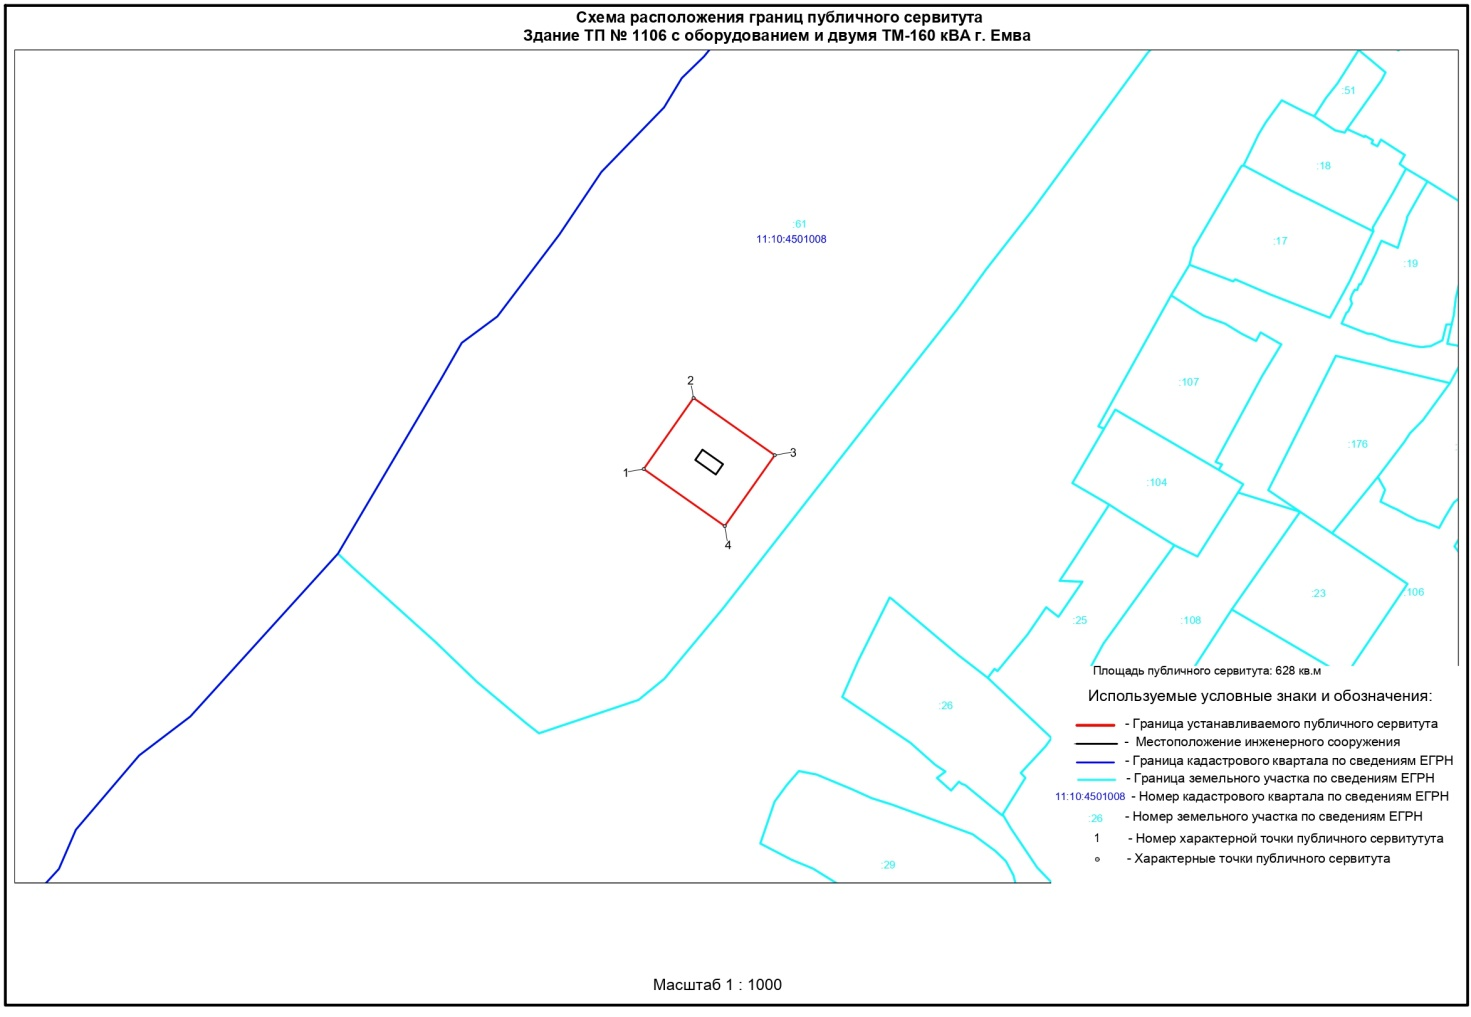 Схема расположения границ публичного сервитута
Здание ТП № 1106 с оборудованием и двумя ТМ-160 кВА г. Емва
:51
:18
:61
11:10:4501008
:17
:19
2
:107
3
:176
1
:104
4
:23
:106
:25
:108
Площадь публичного сервитута: 628 кв.м
Используемые условные знаки и обозначения:
:26
- Граница устанавливаемого публичного сервитута
- Местоположение инженерного сооружения
- Граница кадастрового квартала по сведениям ЕГРН
- Граница земельного участка по сведениям ЕГРН
11:10:4501008 - Номер кадастрового квартала по сведениям ЕГРН
:26 - Номер земельного участка по сведениям ЕГРН
1 - Номер характерной точки публичного сервитутута
- Характерные точки публичного сервитута
:29
Масштаб 1 : 1000